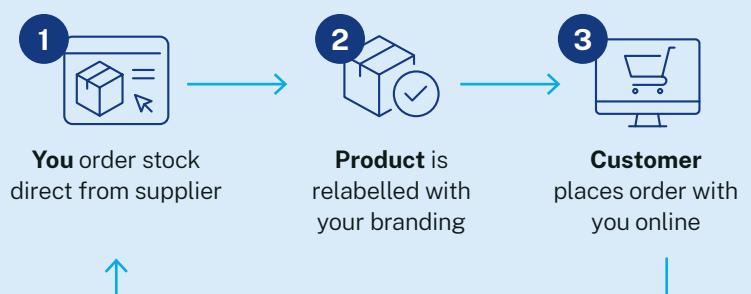 1
You order stock
direct from supplier
2
Product is
relabelled with
your branding
3
Customer
places order with
you online